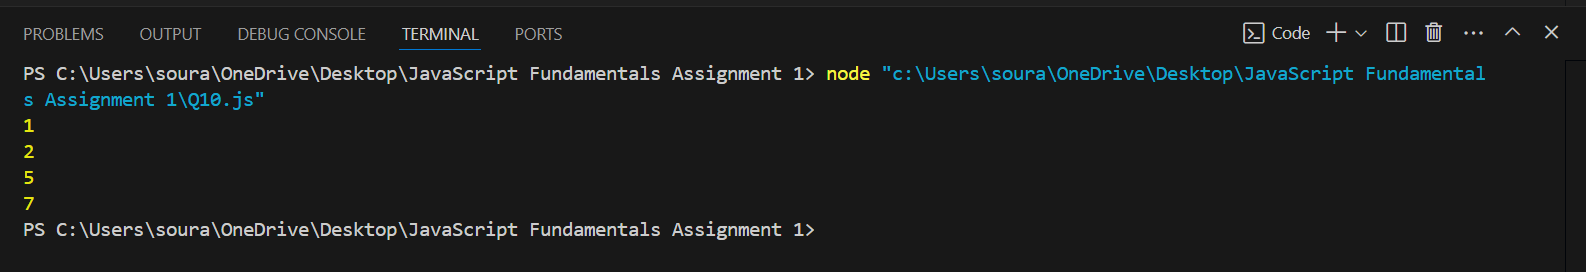 PROBLEMS OUTPUT DEBUG CONSOLE TERMINAL PORTS Code
PS C:\Users\soura\OneDrive\Desktop\JavaScript Fundamentals Assignment 1> node "c:\Users\soura\OneDrive\Desktop\JavaScript Fundamental
s Assignment 1\Q10.js"
1
2
5
7
PS C:\Users\soura\OneDrive\Desktop\JavaScript Fundamentals Assignment 1>